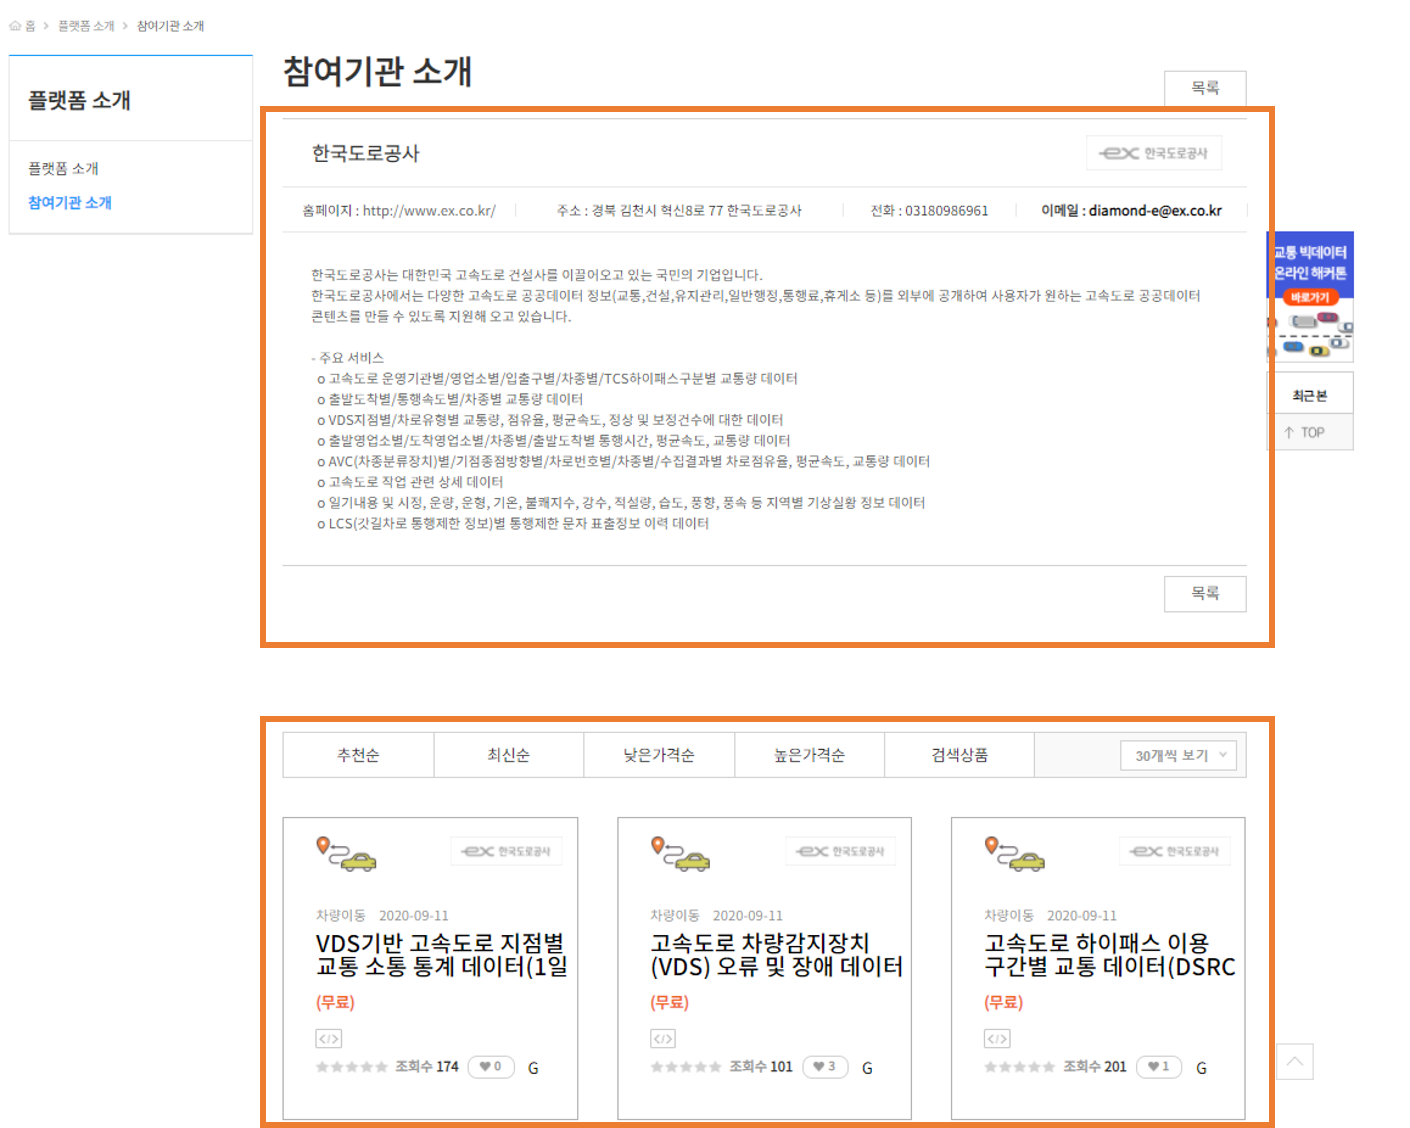 홈 > 플랫폼 소개 > 참여기관 소개
플랫폼 소개
플랫폼 소개
참여기관 소개
참여기관 소개
목록
한국도로공사
ex 한국도로공사
홈페이지 : http://www.ex.co.kr/
주소 : 경북 김천시 혁신8로 77 한국도로공사
전화 : 03180986961
이메일 : diamond-e@ex.co.kr
한국도로공사는 대한민국 고속도로 건설사를 이끌어오고 있는 국민의 기업입니다.
한국도로공사에서는 다양한 고속도로 공공데이터 정보(교통,건설,유지관리,일반행정,통행료,휴게소 등)를 외부에 공개하여 사용자가 원하는 고속도로 공공데이터
콘텐츠를 만들 수 있도록 지원해 오고 있습니다.
- 주요 서비스
o 고속도로 운영기관별/영업소별/입출구별/차종별/TCS하이패스구분별 교통량 데이터
o 출발도착별/통행속도별/차종별 교통량 데이터
o VDS지점별/차로유형별 교통량, 점유율, 평균속도, 정상 및 보정건수에 대한 데이터
o 출발영업소별/도착영업소별/차종별/출발도착별 통행시간, 평균속도, 교통량 데이터
o AVC(차종분류장치)별/기점종점방향별/차로번호별/차종별/수집결과별 차로점유율, 평균속도, 교통량 데이터
o 고속도로 작업 관련 상세 데이터
o 일기내용 및 시정, 운량, 운형, 기온, 불쾌지수, 강수, 적설량, 습도, 풍향, 풍속 등 지역별 기상실황 정보 데이터
o LCS(갓길차로 통행제한 정보)별 통행제한 문자 표출정보 이력 데이터
목록
교통 빅데이터
온라인 해커톤
바로가기
최근본
↑ TOP
추천순
최신순
낮은가격순
높은가격순
검색상품
30개씩 보기
ex 한국도로공사
차량이동 2020-09-11
VDS기반 고속도로 지점별
교통 소통 통계 데이터(1일
(무료)
</>
조회수 174 ♥ 0 G
ex 한국도로공사
차량이동 2020-09-11
고속도로 차량감지장치
(VDS) 오류 및 장애 데이터
(무료)
</>
조회수 101 ♥ 3 G
ex 한국도로공사
차량이동 2020-09-11
고속도로 하이패스 이용
구간별 교통 데이터(DSRC
(무료)
</>
조회수 201 ♥ 1 G